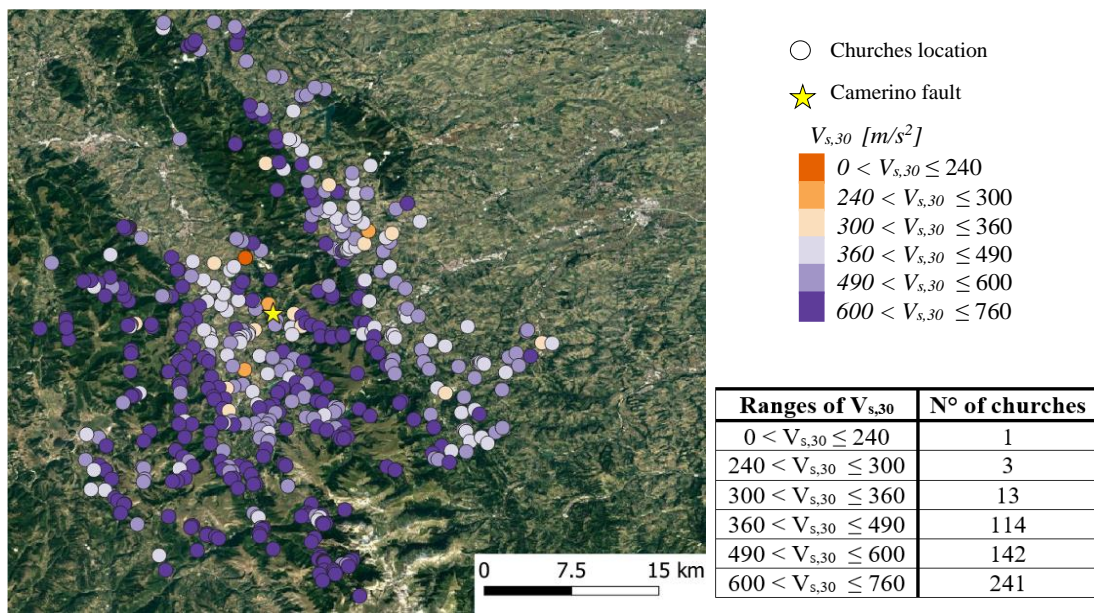 Churches location
Camerino fault
Vs,30 [m/s2]
0 < Vs,30 ≤ 240
240 < Vs,30 ≤ 300
300 < Vs,30 ≤ 360
360 < Vs,30 ≤ 490
490 < Vs,30 ≤ 600
600 < Vs,30 ≤ 760
0 7.5 15 km
Ranges of Vs,30 N° of churches
0 < Vs,30 ≤ 240 1
240 < Vs,30 ≤ 300 3
300 < Vs,30 ≤ 360 13
360 < Vs,30 ≤ 490 114
490 < Vs,30 ≤ 600 142
600 < Vs,30 ≤ 760 241